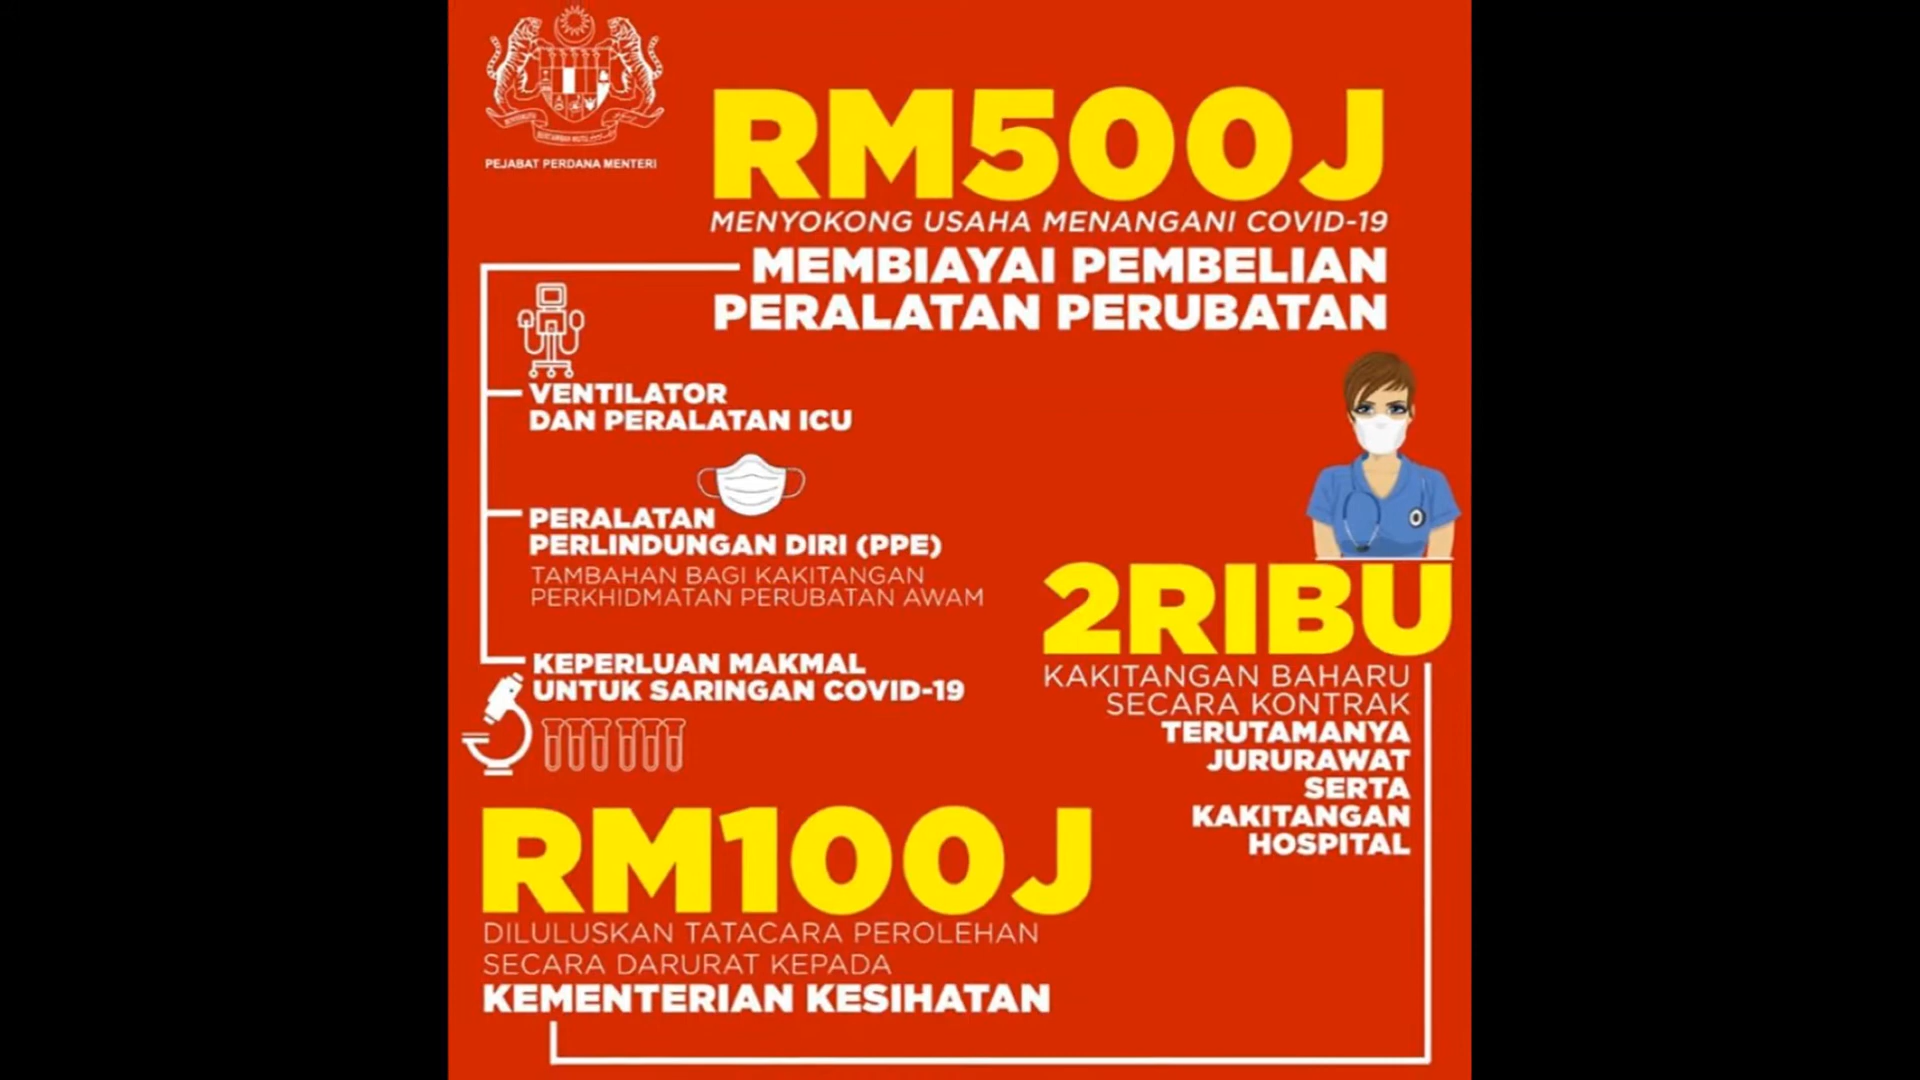 PEJABAT PERDANA MENTERI
RM500J
MENYOKONG USAHA MENANGANI COVID-19
MEMBIAYAI PEMBELIAN
PERALATAN PERUBATAN
VENTILATOR
DAN PERALATAN ICU
PERALATAN
PERLINDUNGAN DIRI (PPE)
TAMBAHAN BAGI KAKITANGAN
PERKHIDMATAN PERUBATAN AWAM
KEPERLUAN MAKMAL
UNTUK SARINGAN COVID-19
2RIBU
KAKITANGAN BAHARU
SECARA KONTRAK
TERUTAMANYA
JURURAWAT
SERTA
KAKITANGAN
HOSPITAL
RM100J
DILULUSKAN TATACARA PEROLEHAN
SECARA DARURAT KEPADA
KEMENTERIAN KESIHATAN